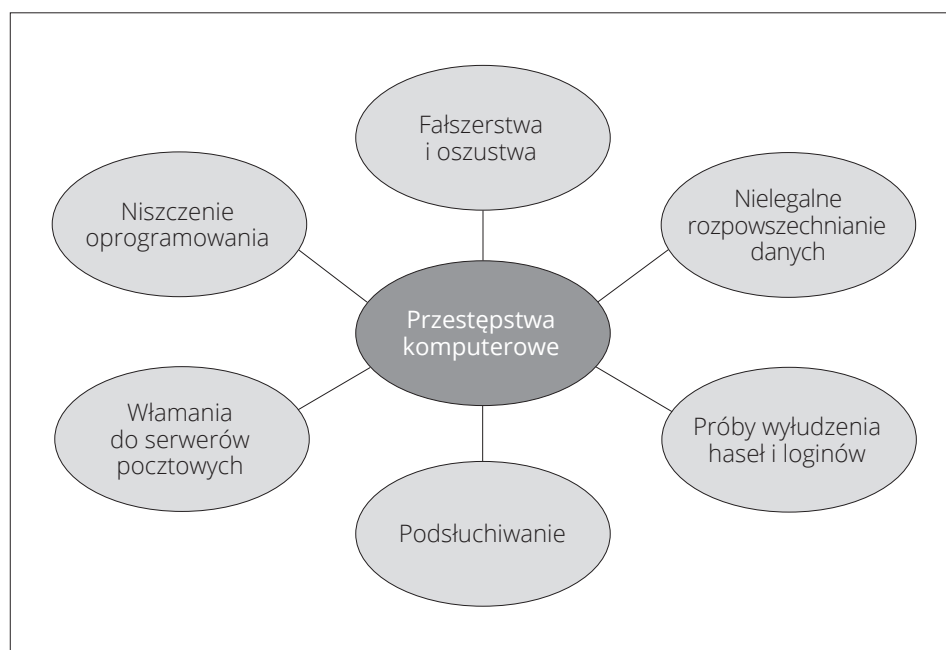 Fałszerstwa
i oszustwa
Niszczenie
oprogramowania
Nielegalne
rozpowszechnianie
danych
Przestępstwa
komputerowe
Włamania
do serwerów
pocztowych
Próby wyłudzenia
haseł i loginów
Podsłuchiwanie